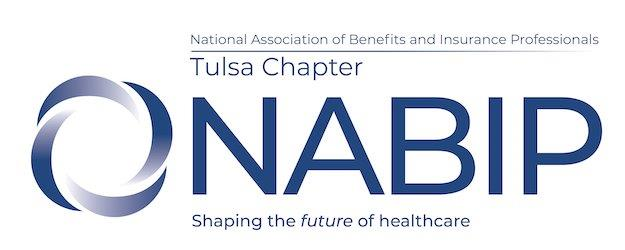 National Association of Benefits and Insurance Professionals
Tulsa Chapter
NABIP
Shaping the future of healthcare